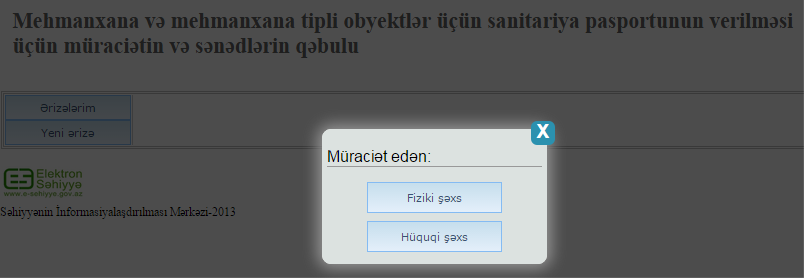 Mehmanxana və mehmanxana tipli obyektlər üçün sanitariya pasportunun verilməsi
üçün müraciətin və sənədlərin qəbulu
Ərizələrim
Yeni ərizə
X
Müraciət edən:
Fiziki şəxs
Hüquqi şəxs
Elektron
Səhiyyə
www.e-sehiyye.gov.az
Səhiyyənin İnformasiyalaşdırılması Mərkəzi-2013